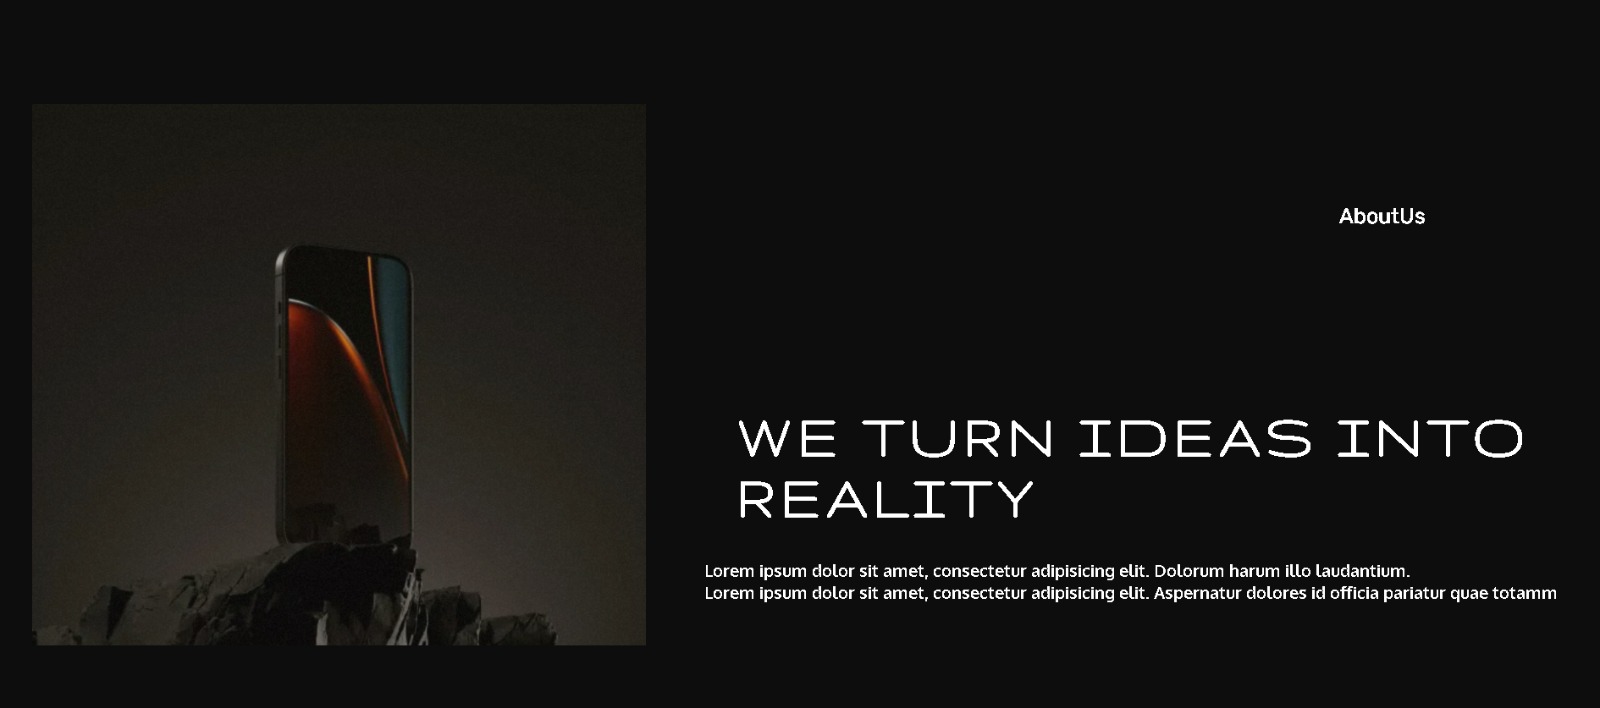 AboutUs
WE TURN IDEAS INTO
REALITY
Lorem ipsum dolor sit amet, consectetur adipisicing elit. Dolorum harum illo laudantium.
Lorem ipsum dolor sit amet, consectetur adipisicing elit. Aspernatur dolores id officia pariatur quae totamm